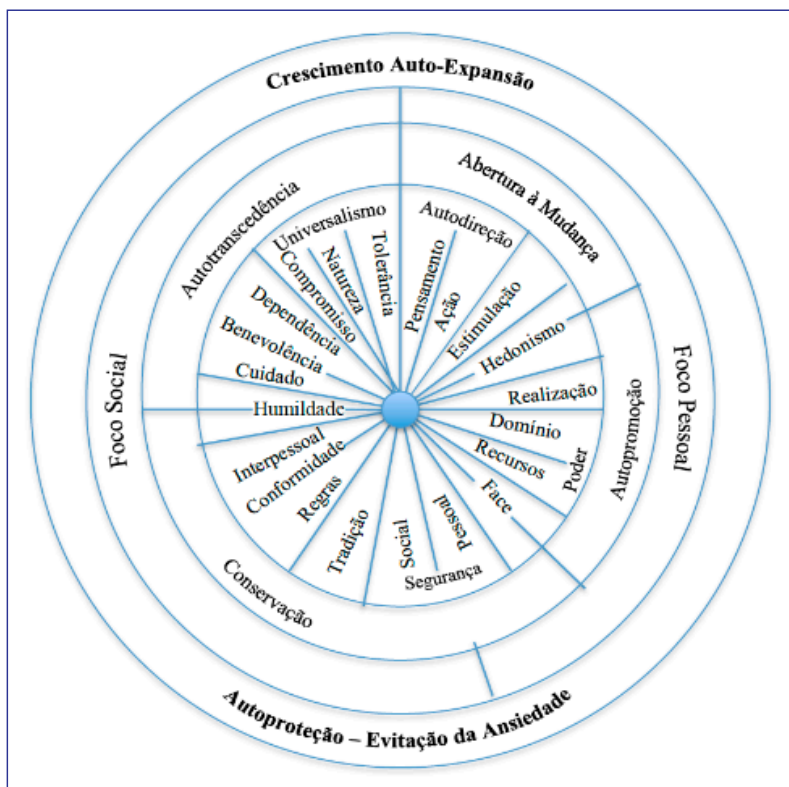 Crescimento Auto-Expansão
Abertura à Mudança
Autotranscedência
Universalismo
Natureza
Compromisso
Tolerância
Pensamento
Autodireção
Ação
Estimulação
Hedonismo
Dependência
Benevolência
Cuidado
Humildade
Realização
Domínio
Recursos
Poder
Face
Autopromoção
Foco Social
Foco Pessoal
Interpessoal
Conformidade
Regras
Tradição
Social
Pessoal
Segurança
Conservação
Autoproteção – Evitação da Ansiedade